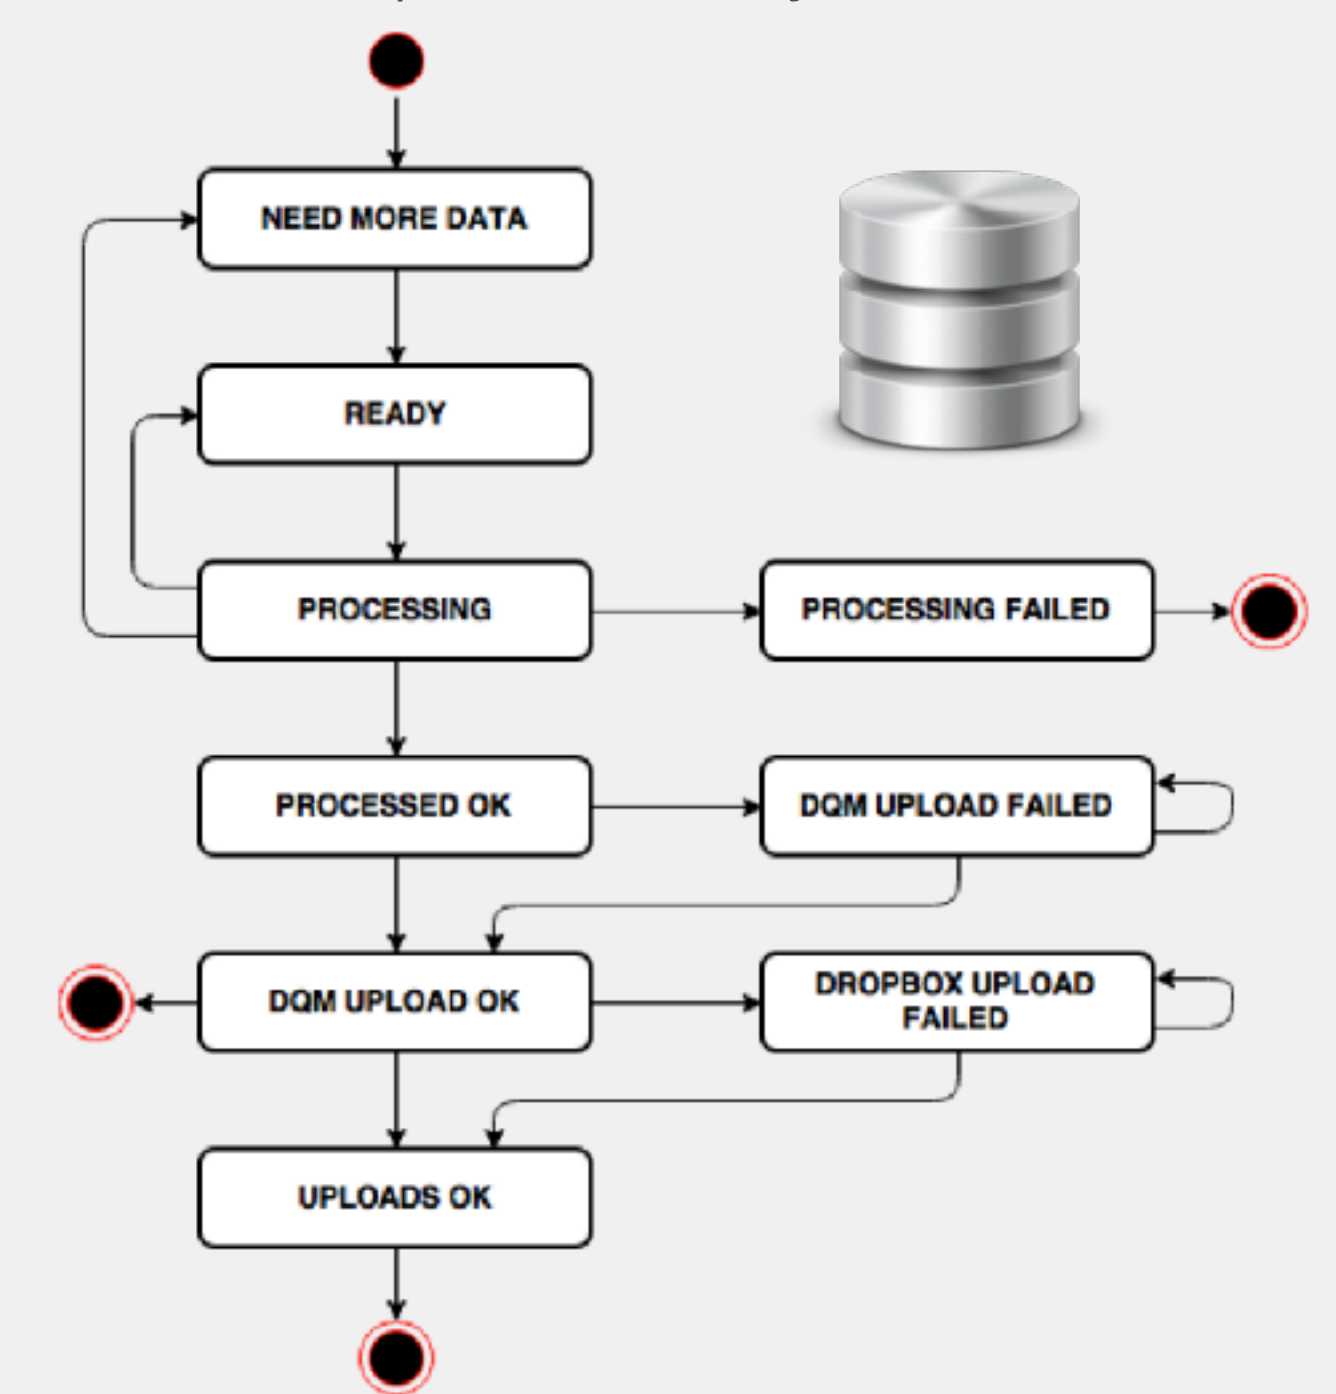 NEED MORE DATA
READY
PROCESSING
PROCESSING FAILED
PROCESSED OK
DQM UPLOAD FAILED
DQM UPLOAD OK
DROPBOX UPLOAD
FAILED
UPLOADS OK